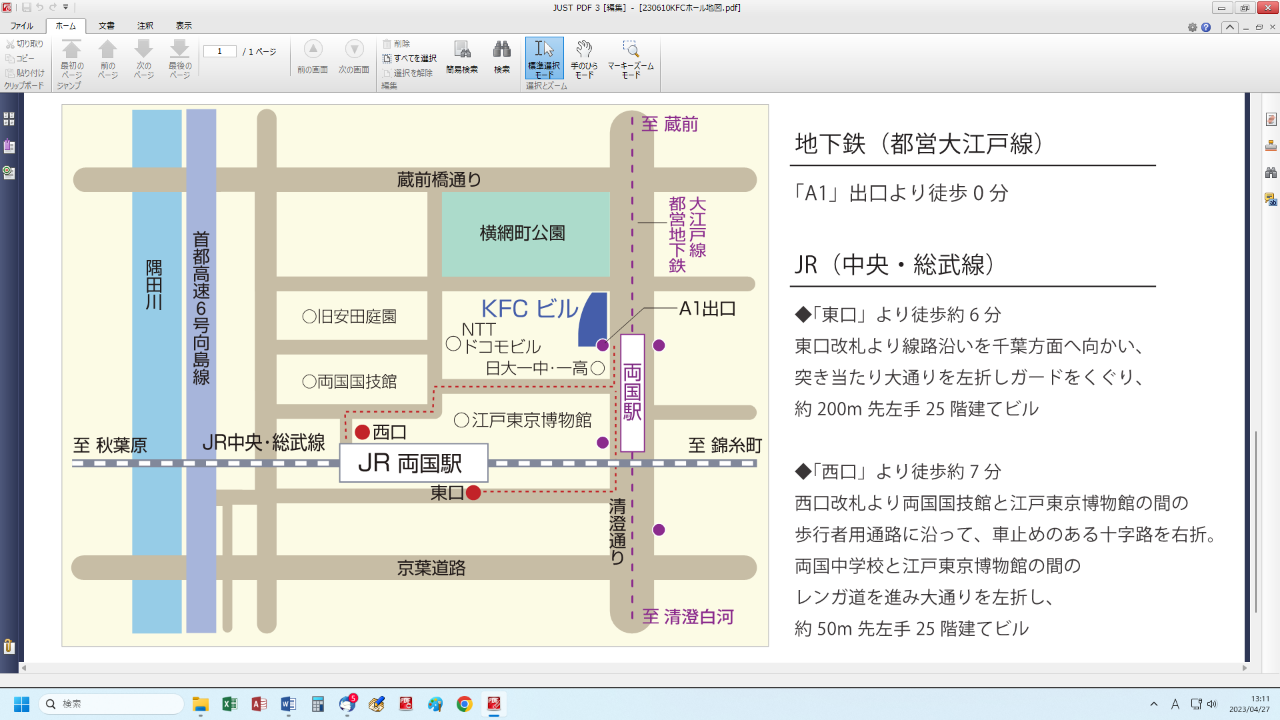 JUST PDF 3 [編集] - [230610KFCホール地図.pdf]
ファイル ホーム 文書 注釈 表示
切り取り
コピー
貼り付け
クリップボード
最初のページ
前のページ
次のページ
最後のページ
ジャンプ
1 / 1 ページ
前の画面
次の画面
削除
すべてを選択
選択を解除
編集
簡易検索
検索
標準選択モード
手のひらモード
マーキーズームモード
選択とズーム
至 蔵前
蔵前橋通り
都営地下鉄
大江戸線
横網町公園
首都高速6号向島線
隅田川
KFC ビル
A1出口
○旧安田庭園
NTT
○ドコモビル
日大一中・一高○
○両国国技館
両国駅
○江戸東京博物館
西口
至 秋葉原
JR中央・総武線
至 錦糸町
JR 両国駅
東口
清澄通り
京葉道路
至 清澄白河
地下鉄（都営大江戸線）
「A1」出口より徒歩 0 分
JR（中央・総武線）
◆「東口」より徒歩約 6 分
東口改札より線路沿いを千葉方面へ向かい、
突き当たり大通りを左折しガードをくぐり、
約 200m 先左手 25 階建てビル
◆「西口」より徒歩約 7 分
西口改札より両国国技館と江戸東京博物館の間の
歩行者用通路に沿って、車止めのある十字路を右折。
両国中学校と江戸東京博物館の間の
レンガ道を進み大通りを左折し、
約 50m 先左手 25 階建てビル
検索
5
A
13:11
2023/04/27